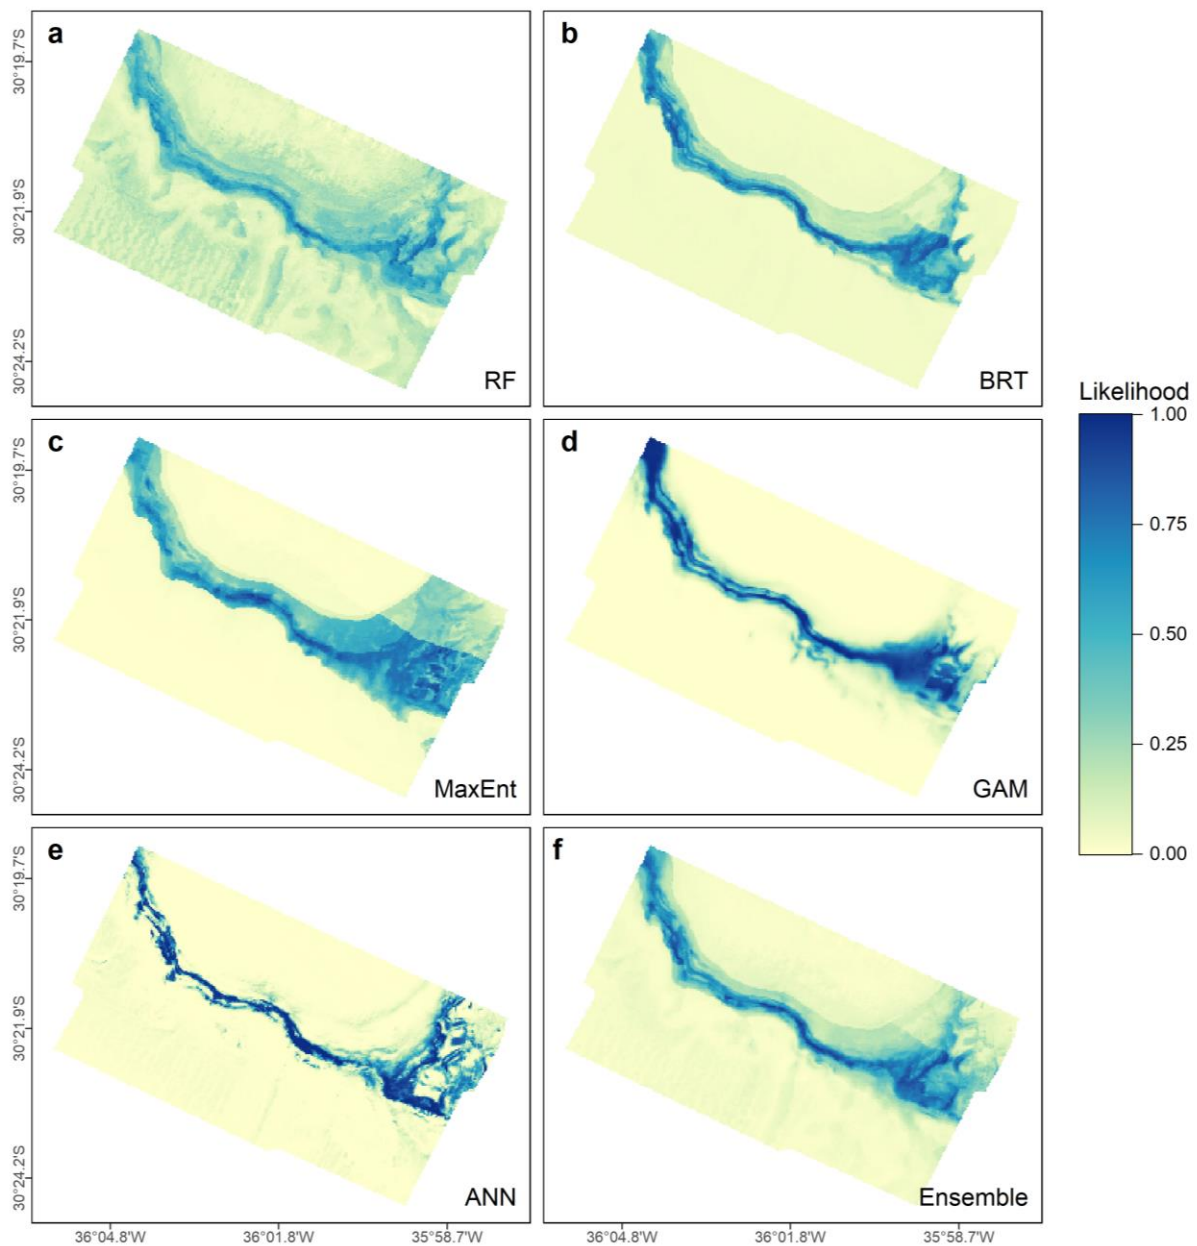 a
b
30°19.7'S
30°21.9'S
30°24.2'S
RF
BRT
Likelihood
1.00
0.75
0.50
0.25
0.00
c
d
30°19.7'S
30°21.9'S
30°24.2'S
MaxEnt
GAM
e
f
30°19.7'S
30°21.9'S
30°24.2'S
ANN
Ensemble
36°04.8'W
36°01.8'W
35°58.7'W
36°04.8'W
36°01.8'W
35°58.7'W